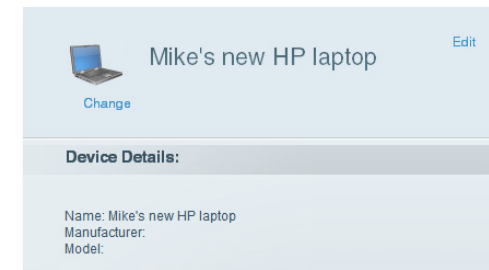 Mike's new HP laptop
Edit
Change
Device Details:
Name: Mike's new HP laptop
Manufacturer:
Model: